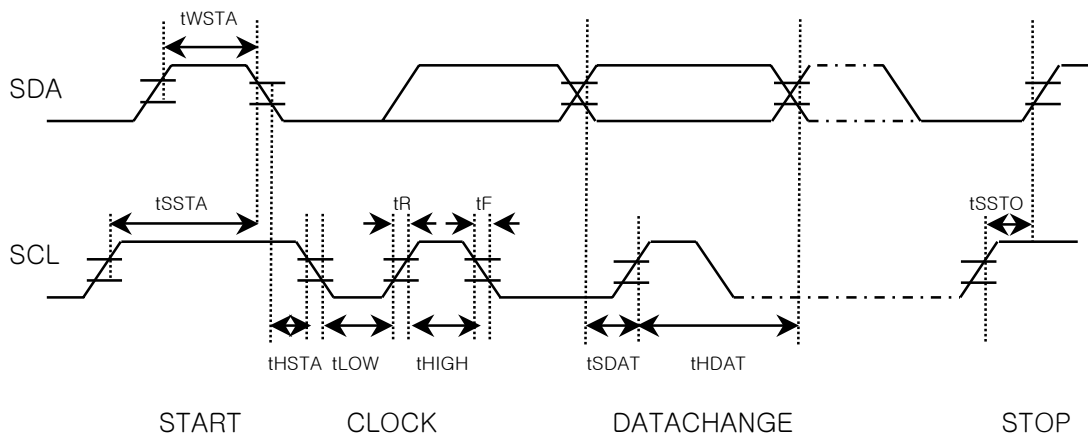 tWSTA
SDA
tSSTA
tR
tF
tSSTO
SCL
tHSTA
tLOW
tHIGH
tSDAT
tHDAT
START
CLOCK
DATACHANGE
STOP